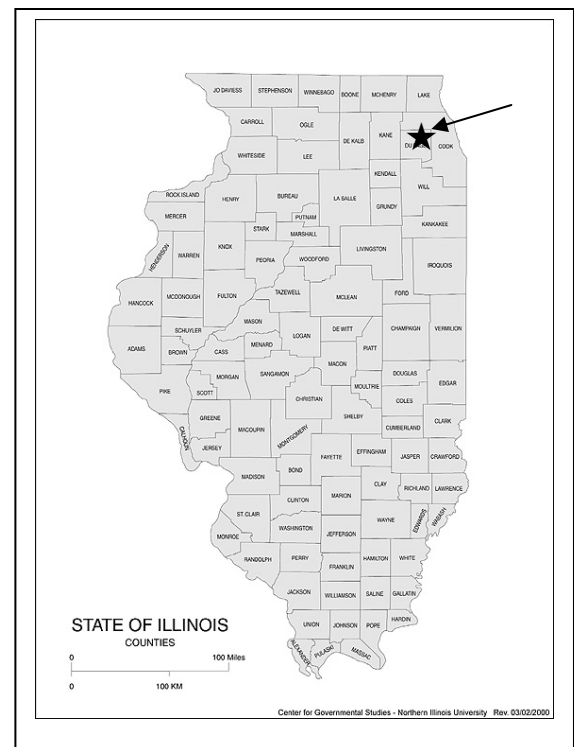 JO DAVIESS STEPHENSON WINNEBAGO BOONE MCHENRY LAKE
CARROLL OGLE DE KALB KANE COOK
WHITESIDE LEE
KENDALL WILL
ROCK ISLAND HENRY BUREAU LA SALLE GRUNDY
MERCER PUTNAM KANKAKEE
STARK MARSHALL
HENDERSON WARREN KNOX PEORIA WOODFORD LIVINGSTON IROQUOIS
HANCOCK MCDONOUGH FULTON TAZEWELL MCLEAN FORD
SCHUYLER MASON LOGAN DE WITT CHAMPAIGN VERMILION
ADAMS BROWN CASS MENARD PIATT
MACON
PIKE SCOTT MORGAN SANGAMON MOULTRIE DOUGLAS EDGAR
CHRISTIAN COLES
GREENE SHELBY CLARK
CALHOUN JERSEY MACOUPIN MONTGOMERY CUMBERLAND
FAYETTE EFFINGHAM JASPER CRAWFORD
MADISON BOND
CLAY RICHLAND LAWRENCE
CLINTON MARION
ST. CLAIR WAYNE EDWARDS WABASH
MONROE WASHINGTON JEFFERSON
RANDOLPH PERRY HAMILTON WHITE
FRANKLIN
JACKSON WILLIAMSON SALINE GALLATIN
UNION JOHNSON POPE HARDIN
ALEXANDER PULASKI MASSAC
STATE OF ILLINOIS
COUNTIES
0 100 Miles
0 100 KM
Center for Governmental Studies - Northern Illinois University Rev. 03/02/2000